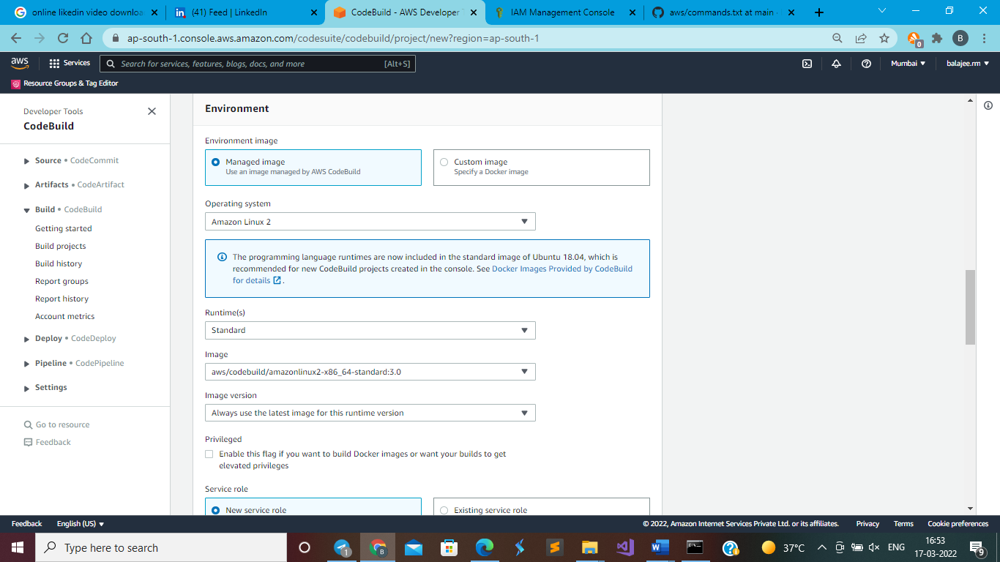 online likedin video downloa
(41) Feed | LinkedIn
CodeBuild - AWS Developer T
IAM Management Console
aws/commands.txt at main ·
ap-south-1.console.aws.amazon.com/codesuite/codebuild/project/new?region=ap-south-1
0
B
aws
Services
Search for services, features, blogs, docs, and more
[Alt+S]
Mumbai ▼
balajee.rm ▼
Resource Groups & Tag Editor
Developer Tools
CodeBuild
Source • CodeCommit
Artifacts • CodeArtifact
Build • CodeBuild
Getting started
Build projects
Build history
Report groups
Report history
Account metrics
Deploy • CodeDeploy
Pipeline • CodePipeline
Settings
Go to resource
Feedback
Environment
Environment image
Managed image
Use an image managed by AWS CodeBuild
Custom image
Specify a Docker image
Operating system
Amazon Linux 2
The programming language runtimes are now included in the standard image of Ubuntu 18.04, which is
recommended for new CodeBuild projects created in the console. See Docker Images Provided by CodeBuild
for details .
Runtime(s)
Standard
Image
aws/codebuild/amazonlinux2-x86_64-standard:3.0
Image version
Always use the latest image for this runtime version
Privileged
Enable this flag if you want to build Docker images or want your builds to get
elevated privileges
Service role
New service role
Existing service role
Feedback
English (US) ▼
© 2022, Amazon Internet Services Private Ltd. or its affiliates.
Privacy
Terms
Cookie preferences
Type here to search
1
B
37°C
ENG
16:53
17-03-2022
9